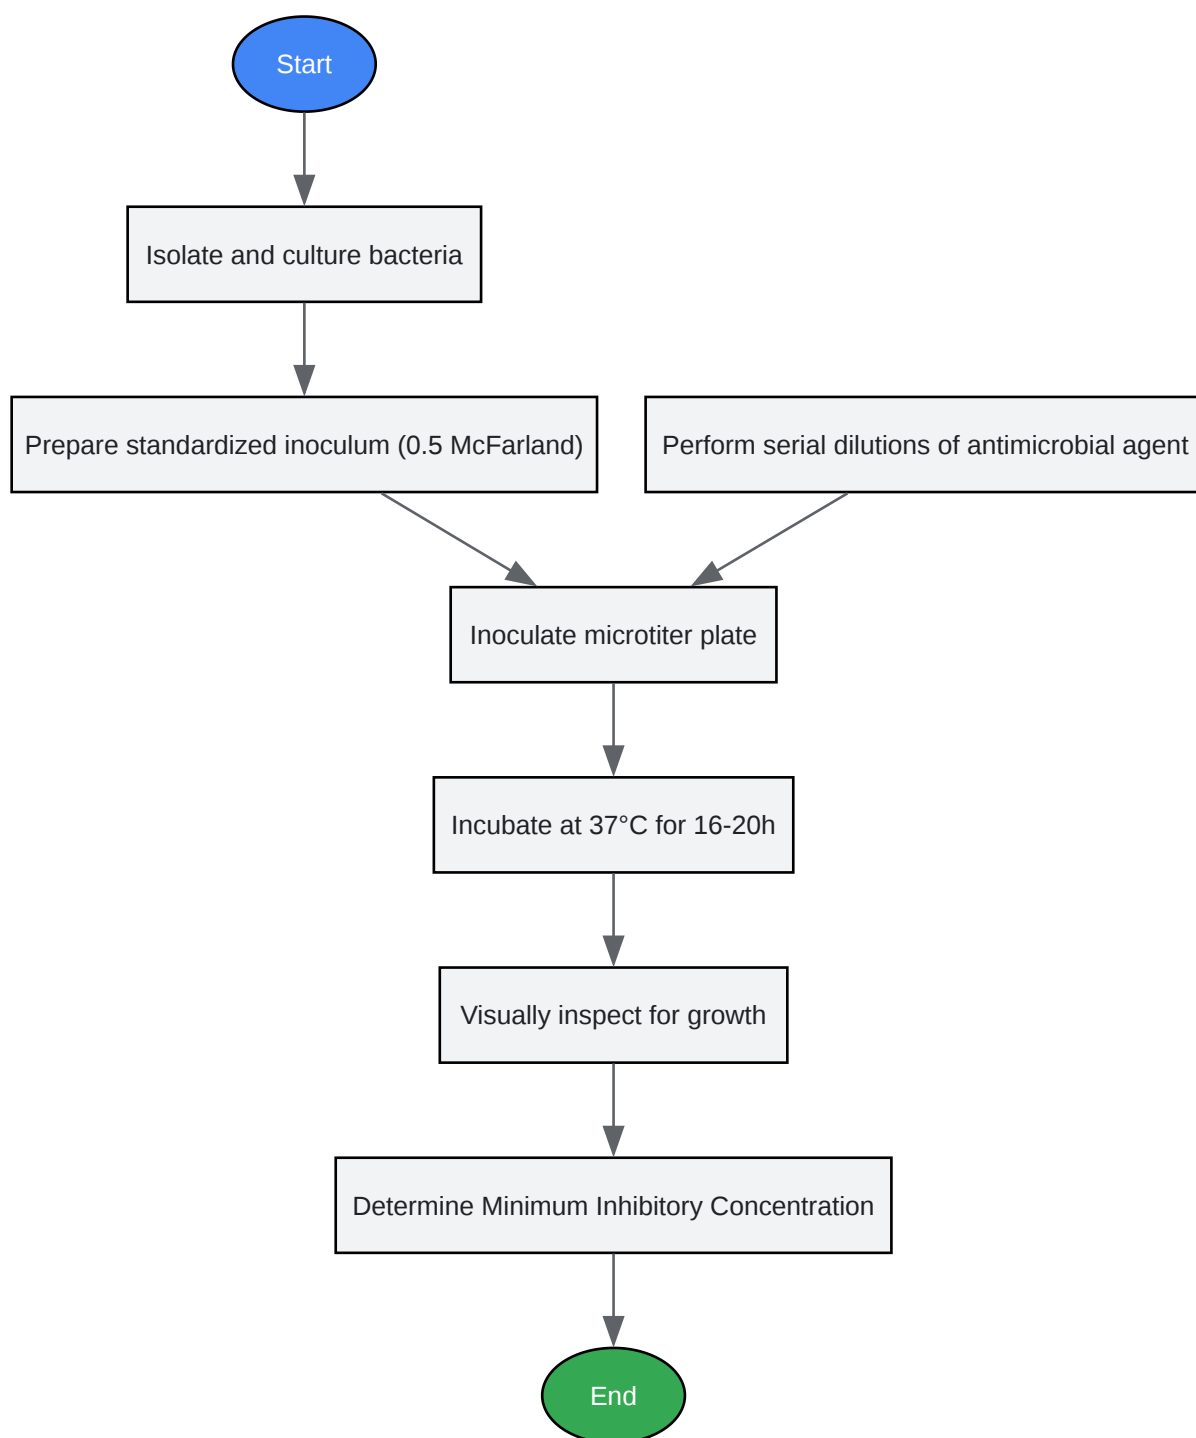 Start
Isolate and culture bacteria
Prepare standardized inoculum (0.5 McFarland)
Perform serial dilutions of antimicrobial agent
Inoculate microtiter plate
Incubate at 37°C for 16-20h
Visually inspect for growth
Determine Minimum Inhibitory Concentration
End